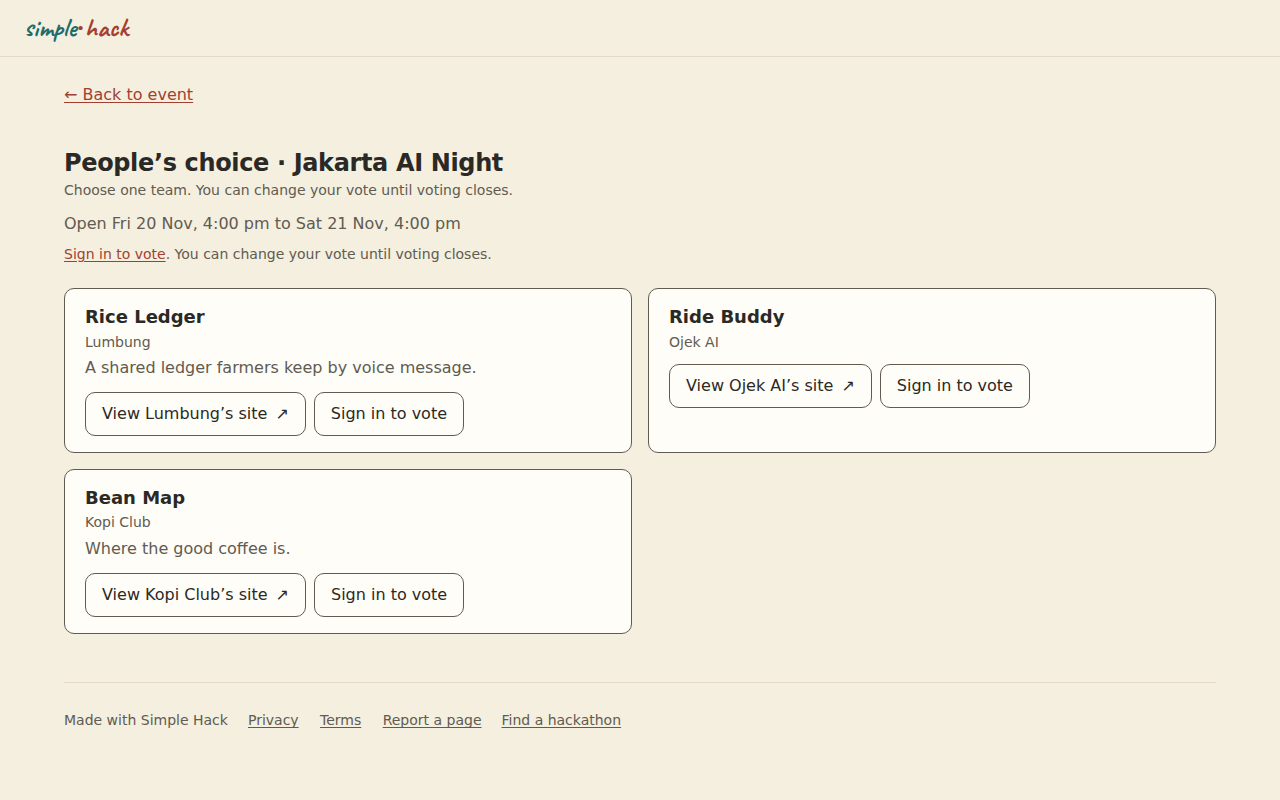 simple·hack
← Back to event
People’s choice · Jakarta AI Night
Choose one team. You can change your vote until voting closes.
Open Fri 20 Nov, 4:00 pm to Sat 21 Nov, 4:00 pm
Sign in to vote. You can change your vote until voting closes.
Rice Ledger
Lumbung
A shared ledger farmers keep by voice message.
View Lumbung’s site ↗ Sign in to vote
Ride Buddy
Ojek AI
View Ojek AI’s site ↗ Sign in to vote
Bean Map
Kopi Club
Where the good coffee is.
View Kopi Club’s site ↗ Sign in to vote
Made with Simple Hack Privacy Terms Report a page Find a hackathon